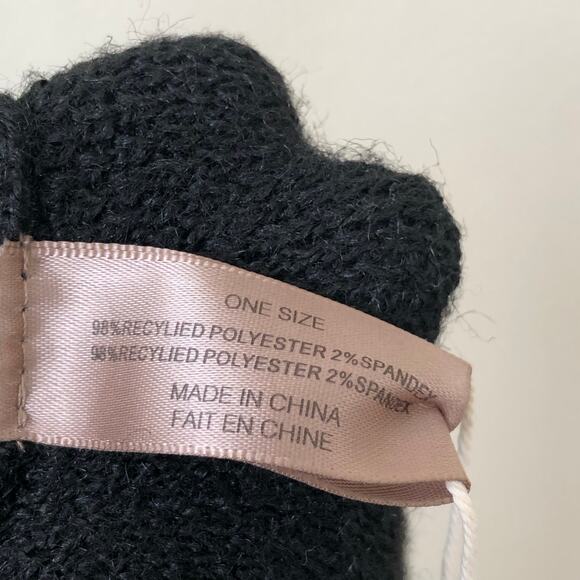 ONE SIZE
98%RECYLIED POLYESTER 2%SPANDEX
98%RECYLIED POLYESTER 2%SPANDEX
MADE IN CHINA
FAIT EN CHINE